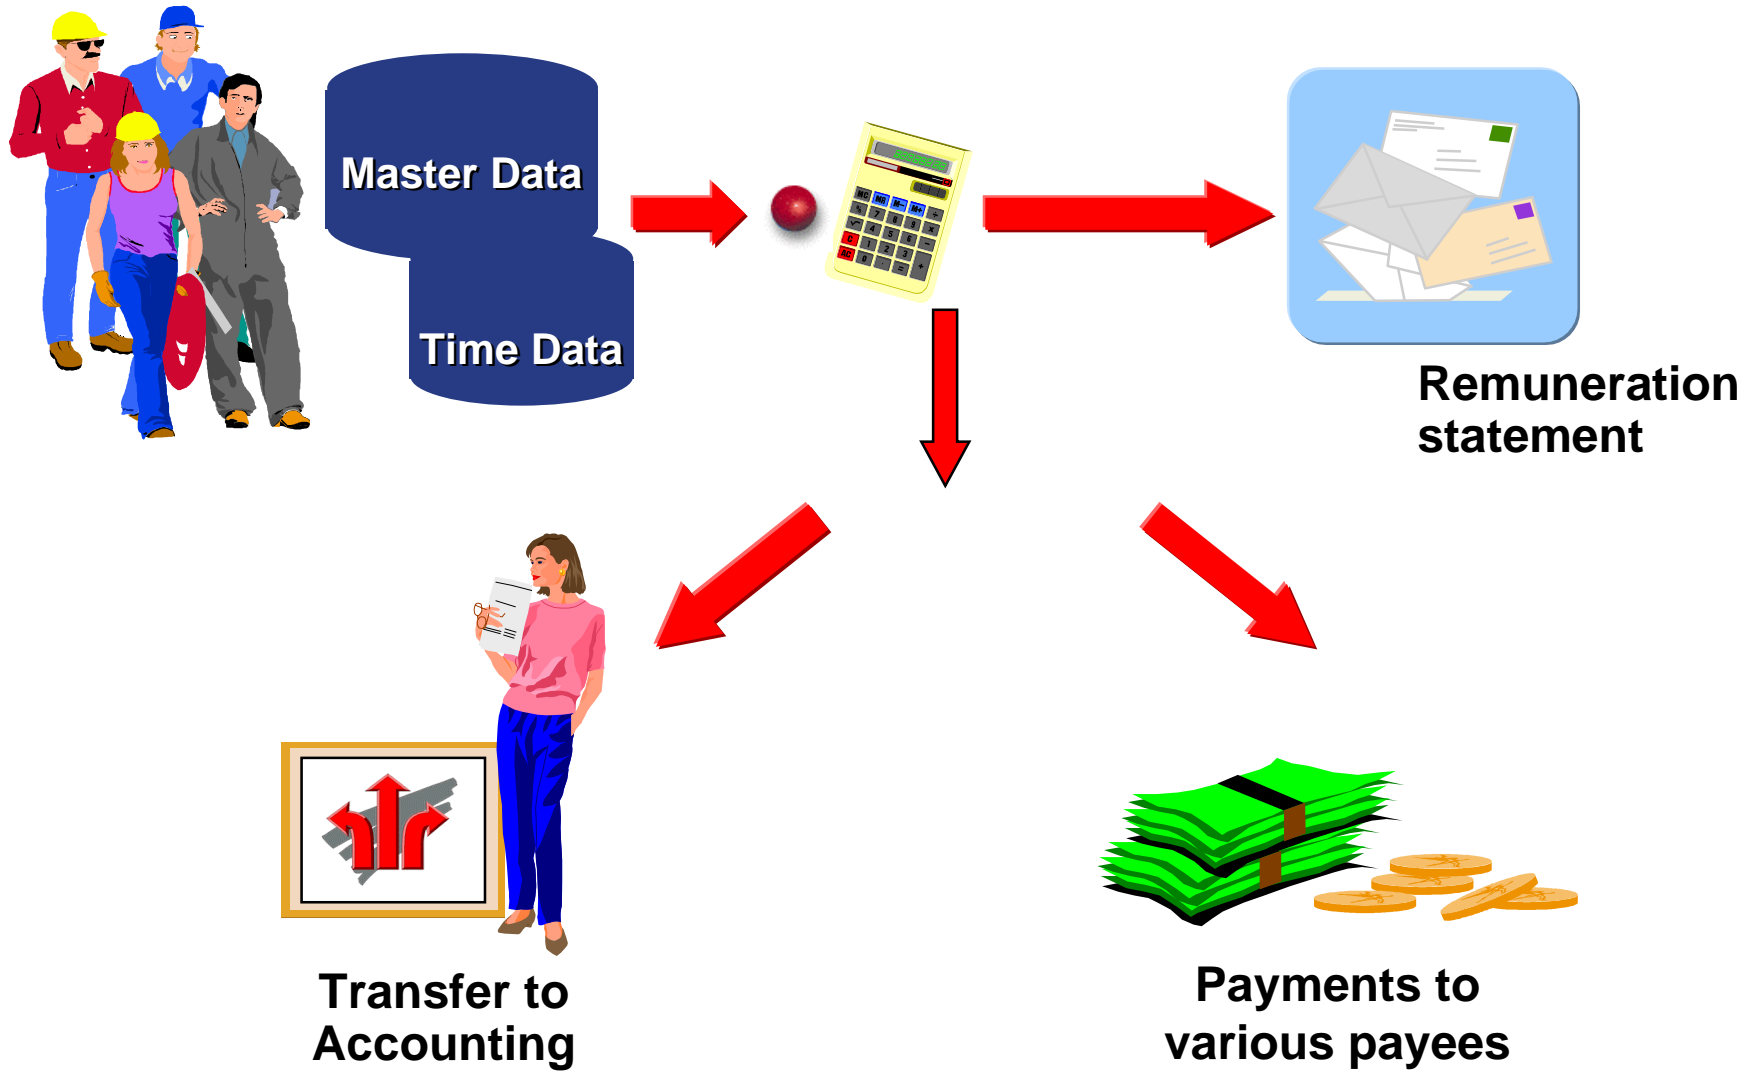 Master Data
Time Data
Remuneration
statement
Transfer to
Accounting
Payments to
various payees